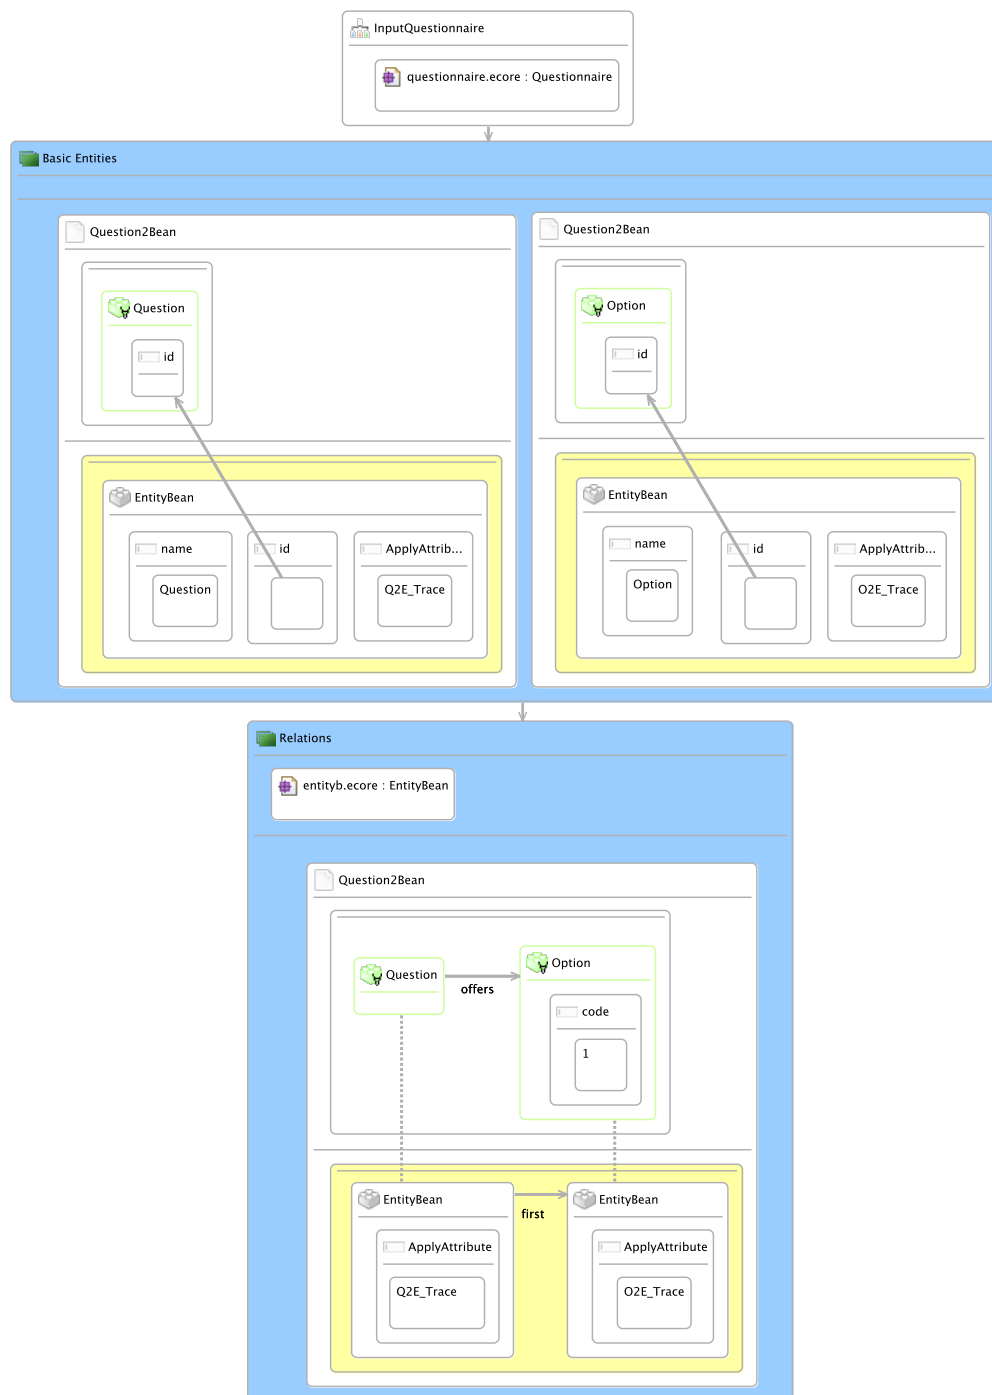 InputQuestionnaire
questionnaire.ecore : Questionnaire
Basic Entities
Question2Bean
Question
id
EntityBean
name
Question
id
ApplyAttrib...
Q2E_Trace
Question2Bean
Option
id
EntityBean
name
Option
id
ApplyAttrib...
O2E_Trace
Relations
entityb.ecore : EntityBean
Question2Bean
Question
offers
Option
code
1
EntityBean
first
EntityBean
ApplyAttribute
Q2E_Trace
ApplyAttribute
O2E_Trace